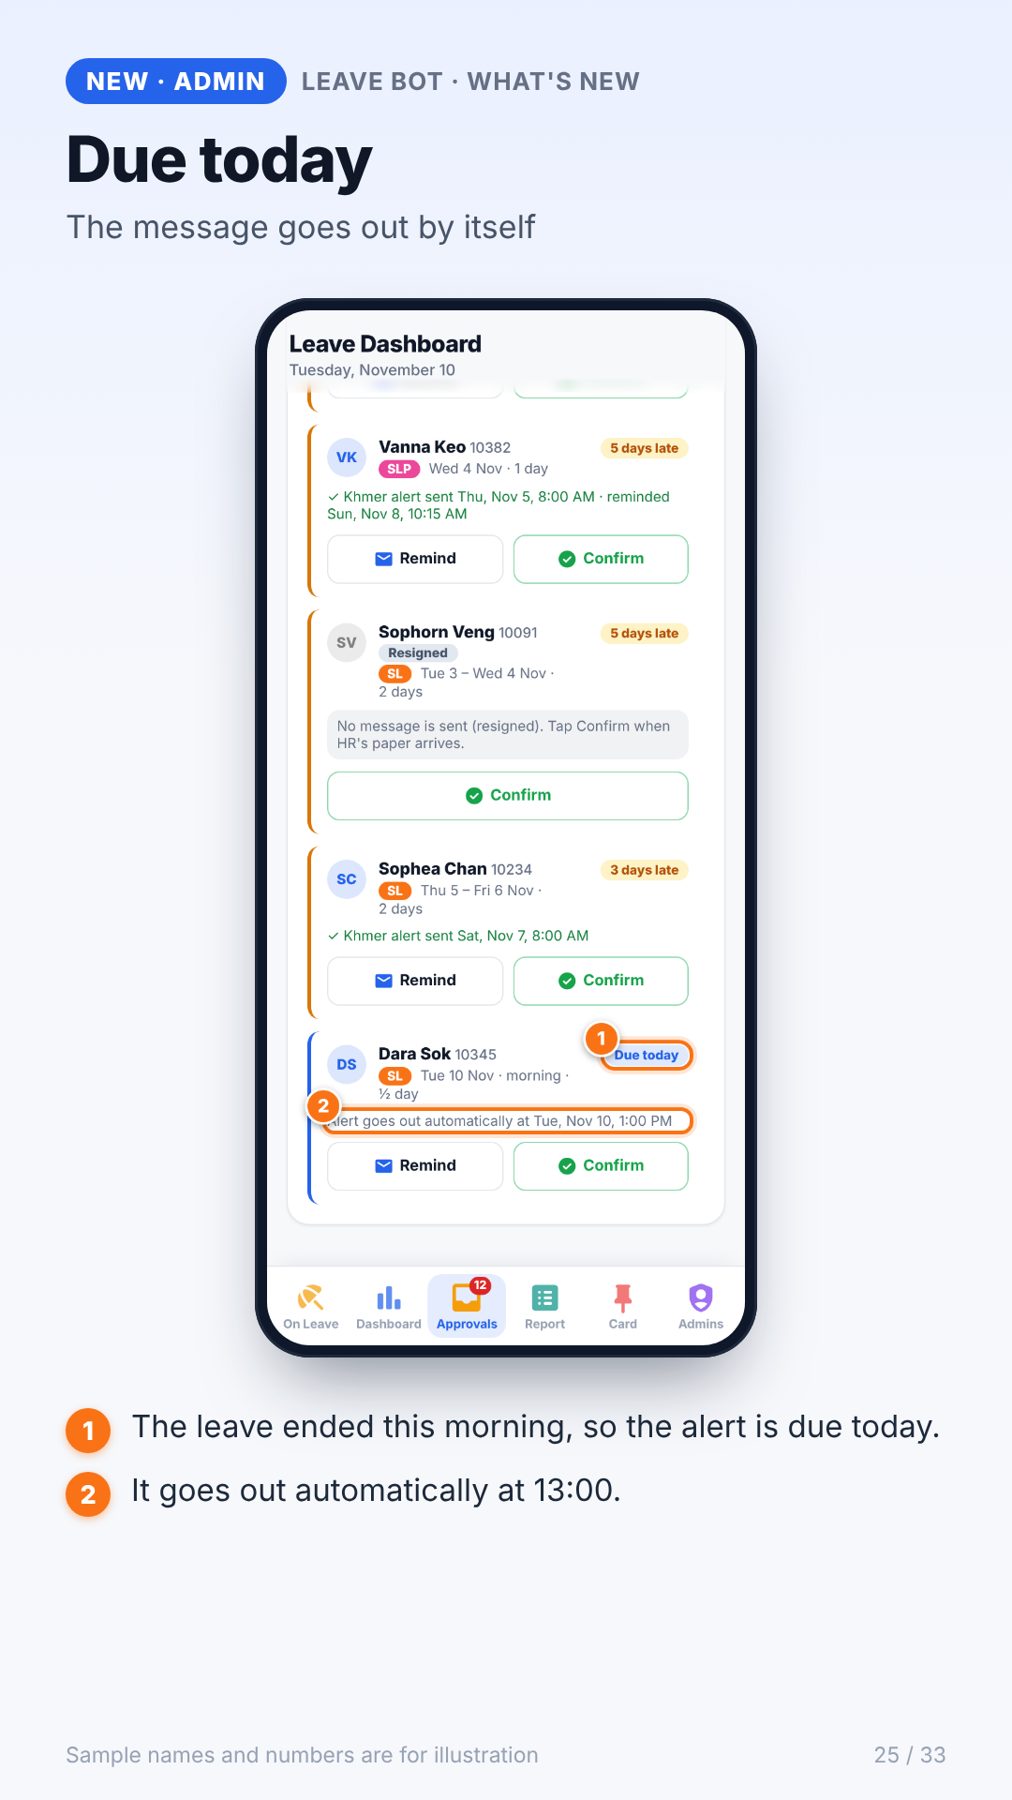 NEW · ADMIN LEAVE BOT · WHAT'S NEW
Due today
The message goes out by itself
Leave Dashboard
Tuesday, November 10
VK Vanna Keo 10382 5 days late
SLP Wed 4 Nov · 1 day
✓ Khmer alert sent Thu, Nov 5, 8:00 AM · reminded
Sun, Nov 8, 10:15 AM
Remind Confirm
SV Sophorn Veng 10091 5 days late
Resigned
SL Tue 3 – Wed 4 Nov ·
2 days
No message is sent (resigned). Tap Confirm when
HR's paper arrives.
Confirm
SC Sophea Chan 10234 3 days late
SL Thu 5 – Fri 6 Nov ·
2 days
✓ Khmer alert sent Sat, Nov 7, 8:00 AM
Remind Confirm
1
DS Dara Sok 10345 Due today
SL Tue 10 Nov · morning ·
½ day
2
Alert goes out automatically at Tue, Nov 10, 1:00 PM
Remind Confirm
12
On Leave Dashboard Approvals Report Card Admins
1 The leave ended this morning, so the alert is due today.
2 It goes out automatically at 13:00.
Sample names and numbers are for illustration 25 / 33